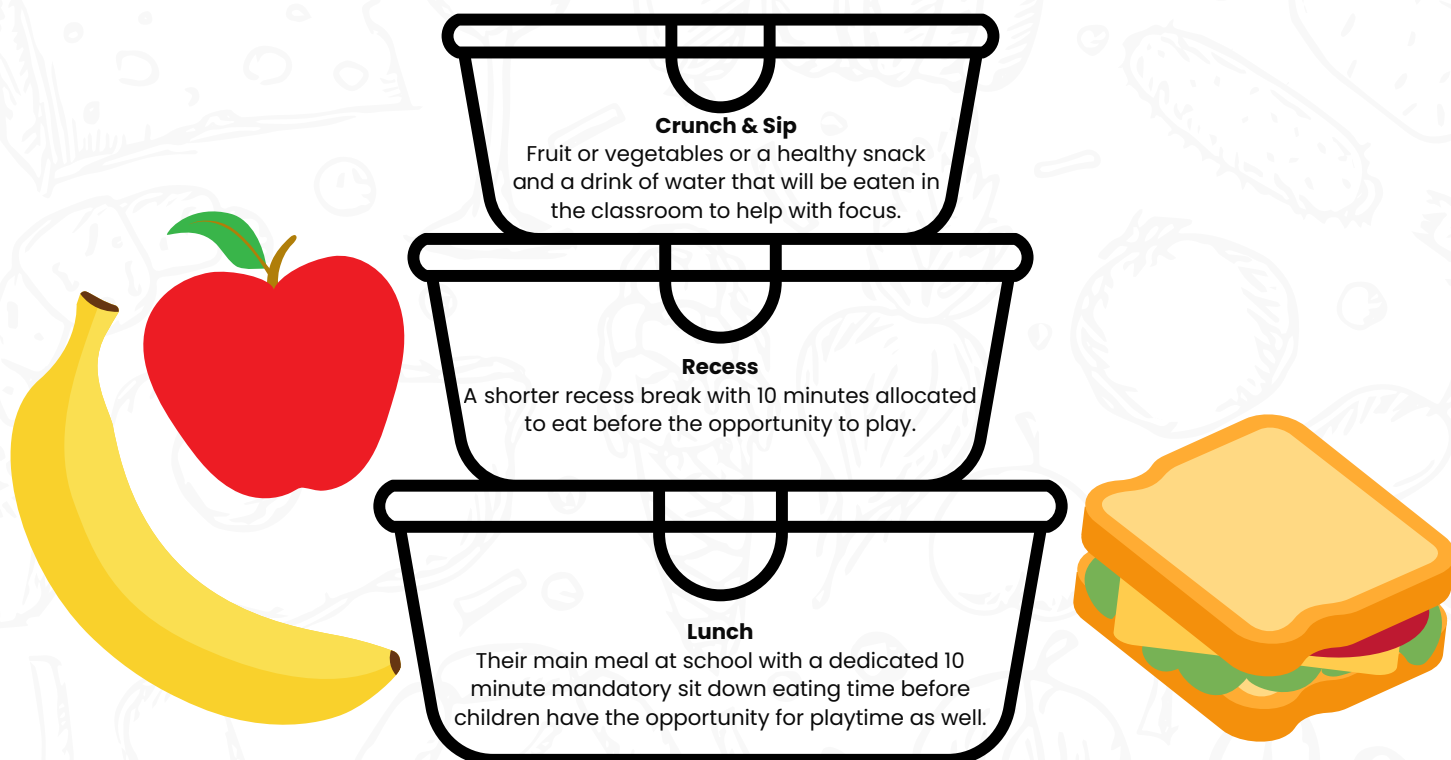 Crunch & Sip
Fruit or vegetables or a healthy snack
and a drink of water that will be eaten in
the classroom to help with focus.
Recess
A shorter recess break with 10 minutes allocated
to eat before the opportunity to play.
Lunch
Their main meal at school with a dedicated 10
minute mandatory sit down eating time before
children have the opportunity for playtime as well.